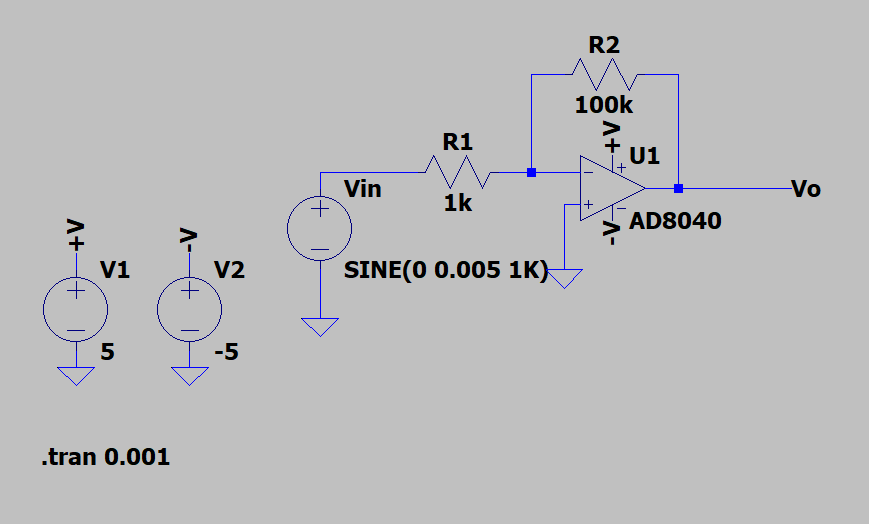 R2
100k
+V
U1
R1
1k
Vin
-V
AD8040
Vo
SINE(0 0.005 1K)
+V
V1
5
-V
V2
-5
.tran 0.001